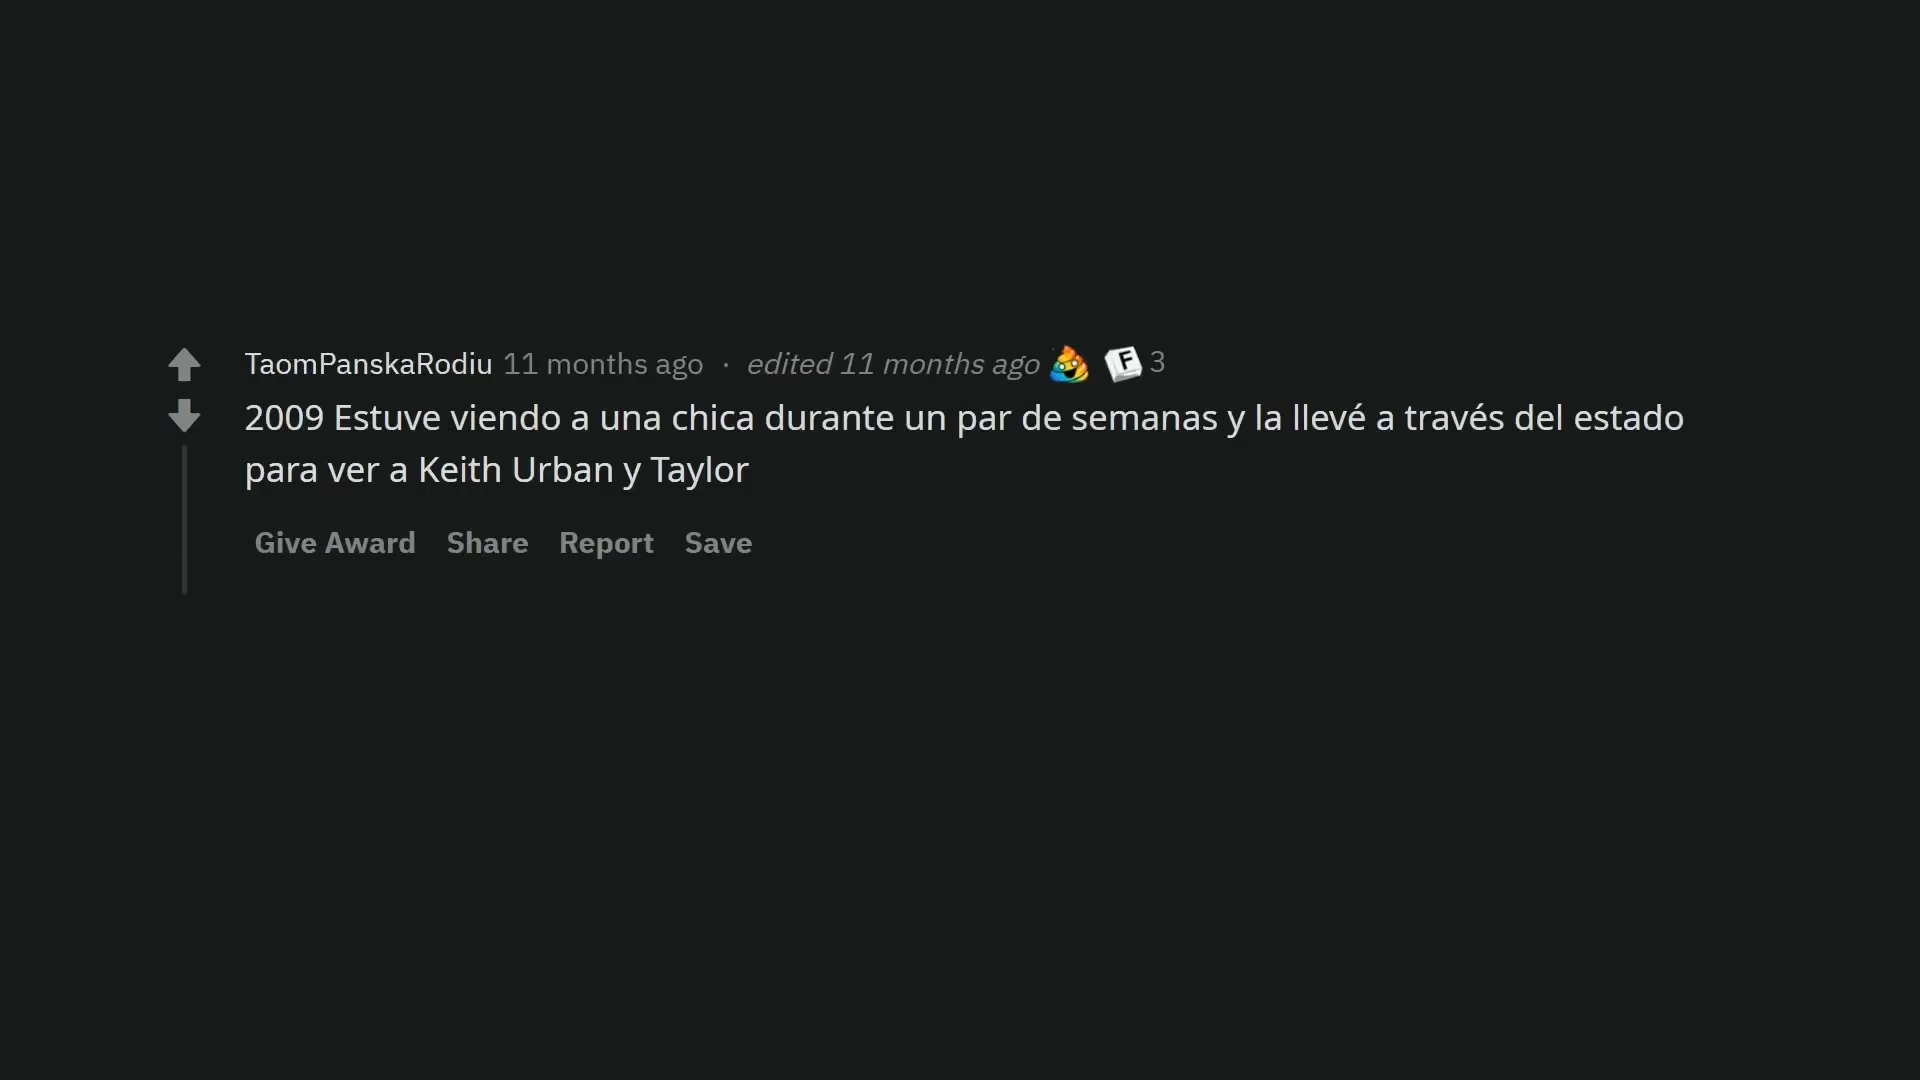 TaomPanskaRodiu 11 months ago · edited 11 months ago F 3
2009 Estuve viendo a una chica durante un par de semanas y la llevé a través del estado
para ver a Keith Urban y Taylor
Give Award Share Report Save